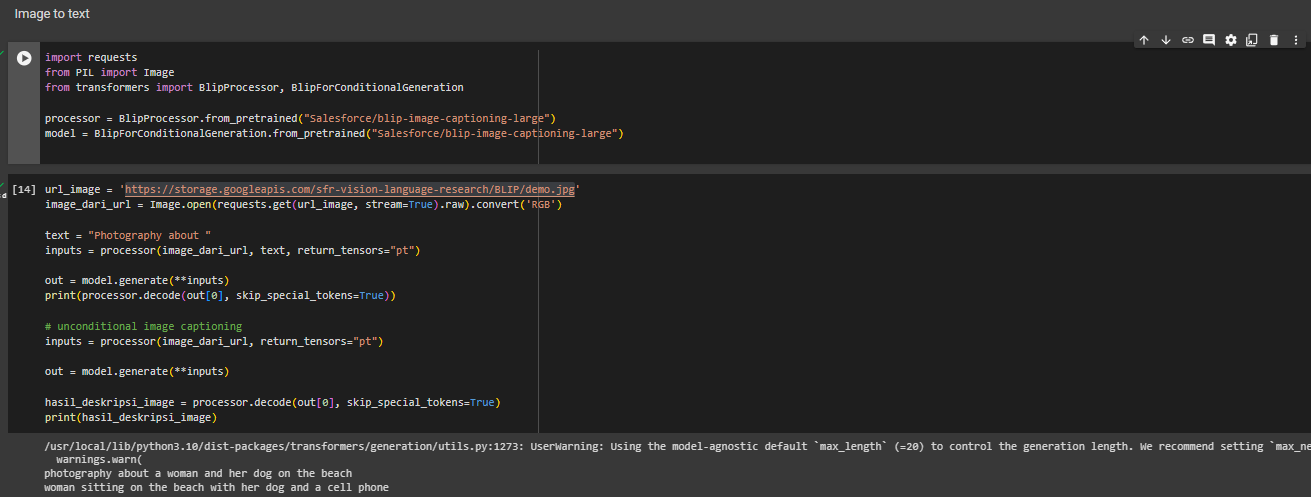 Image to text
import requests
from PIL import Image
from transformers import BlipProcessor, BlipForConditionalGeneration
processor = BlipProcessor.from_pretrained("Salesforce/blip-image-captioning-large")
model = BlipForConditionalGeneration.from_pretrained("Salesforce/blip-image-captioning-large")
[14] url_image = 'https://storage.googleapis.com/sfr-vision-language-research/BLIP/demo.jpg'
image_dari_url = Image.open(requests.get(url_image, stream=True).raw).convert('RGB')
text = "Photography about "
inputs = processor(image_dari_url, text, return_tensors="pt")
out = model.generate(**inputs)
print(processor.decode(out[0], skip_special_tokens=True))
# unconditional image captioning
inputs = processor(image_dari_url, return_tensors="pt")
out = model.generate(**inputs)
hasil_deskripsi_image = processor.decode(out[0], skip_special_tokens=True)
print(hasil_deskripsi_image)
/usr/local/lib/python3.10/dist-packages/transformers/generation/utils.py:1273: UserWarning: Using the model-agnostic default `max_length` (=20) to control the generation length. We recommend setting `max_ne
warnings.warn(
photography about a woman and her dog on the beach
woman sitting on the beach with her dog and a cell phone